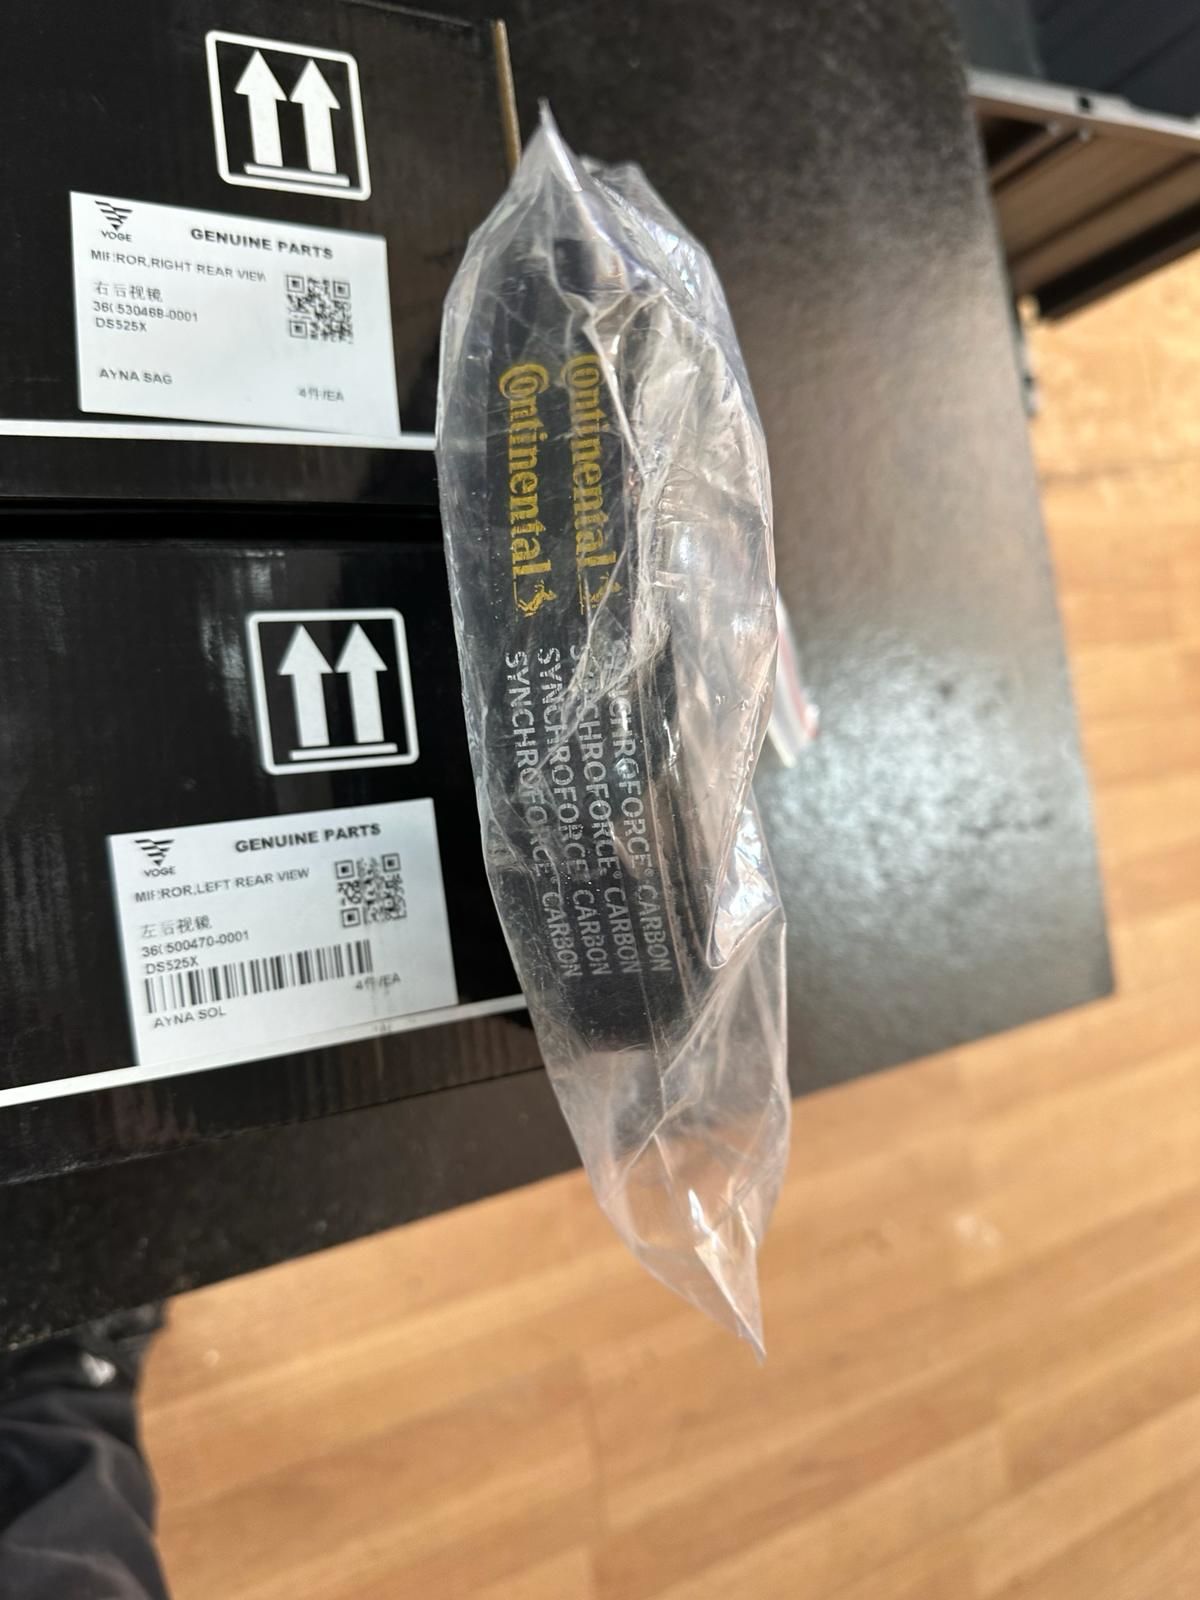 VOGE
GENUINE PARTS
MIRROR,RIGHT REAR VIEW
右后视镜
DS525X
AYNA SAG
4件/EA
VOGE
GENUINE PARTS
MIRROR,LEFT REAR VIEW
左后视镜
DS525X
4件/EA
AYNA SOL
Continental
Continental
SYNCHROFORCE® CARBON
SYNCHROFORCE® CARBON
SYNCHROFORCE® CARBON
SYNCHROFORCE® CARBON